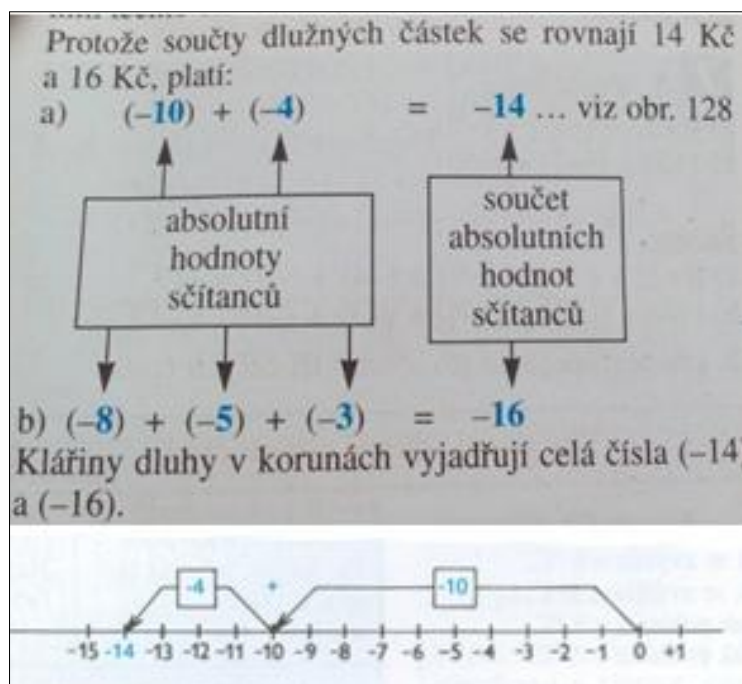 Protože součty dlužných částek se rovnají 14 Kč
a 16 Kč, platí:
a) (–10) + (–4) = –14 ... viz obr. 128
absolutní
hodnoty
sčítanců
součet
absolutních
hodnot
sčítanců
b) (–8) + (–5) + (–3) = –16
Klářiny dluhy v korunách vyjadřují celá čísla (–14)
a (–16).
-4 + -10
-15 -14 -13 -12 -11 -10 -9 -8 -7 -6 -5 -4 -3 -2 -1 0 +1